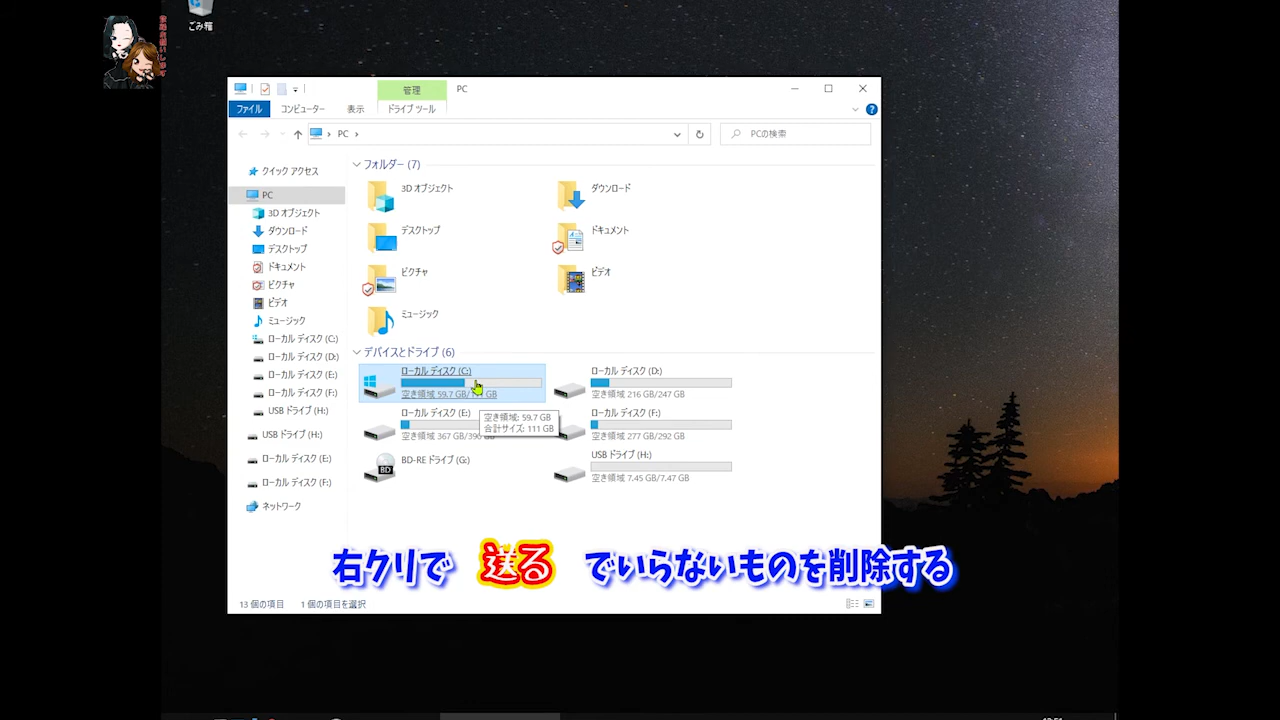 ごみ箱
管理
PC
ファイル
コンピューター
表示
ドライブ ツール
PC
PCの検索
クイック アクセス
PC
3D オブジェクト
ダウンロード
デスクトップ
ドキュメント
ピクチャ
ビデオ
ミュージック
ローカル ディスク (C:)
ローカル ディスク (D:)
ローカル ディスク (E:)
ローカル ディスク (F:)
USB ドライブ (H:)
USB ドライブ (H:)
ローカル ディスク (E:)
ローカル ディスク (F:)
ネットワーク
フォルダー (7)
3D オブジェクト
ダウンロード
デスクトップ
ドキュメント
ピクチャ
ビデオ
ミュージック
デバイスとドライブ (6)
ローカル ディスク (C:)
空き領域 59.7 GB/ GB
ローカル ディスク (D:)
空き領域 216 GB/247 GB
ローカル ディスク (E:)
空き領域 367 GB/390 GB
空き領域: 59.7 GB
合計サイズ: 111 GB
ローカル ディスク (F:)
空き領域 277 GB/292 GB
BD-RE ドライブ (G:)
BD
USB ドライブ (H:)
空き領域 7.45 GB/7.47 GB
右クリで 送る でいらないものを削除する
13 個の項目 1 個の項目を選択